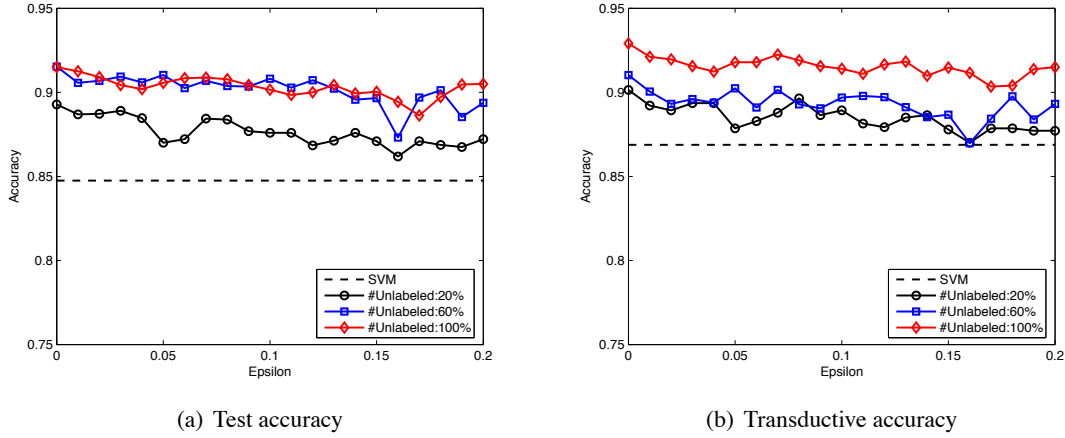 0.95
0.9
0.85
0.8
0.75
0
0.05
0.1
0.15
0.2
Accuracy
Epsilon
SVM
#Unlabeled:20%
#Unlabeled:60%
#Unlabeled:100%
(a) Test accuracy
0.95
0.9
0.85
0.8
0.75
0
0.05
0.1
0.15
0.2
Accuracy
Epsilon
SVM
#Unlabeled:20%
#Unlabeled:60%
#Unlabeled:100%
(b) Transductive accuracy